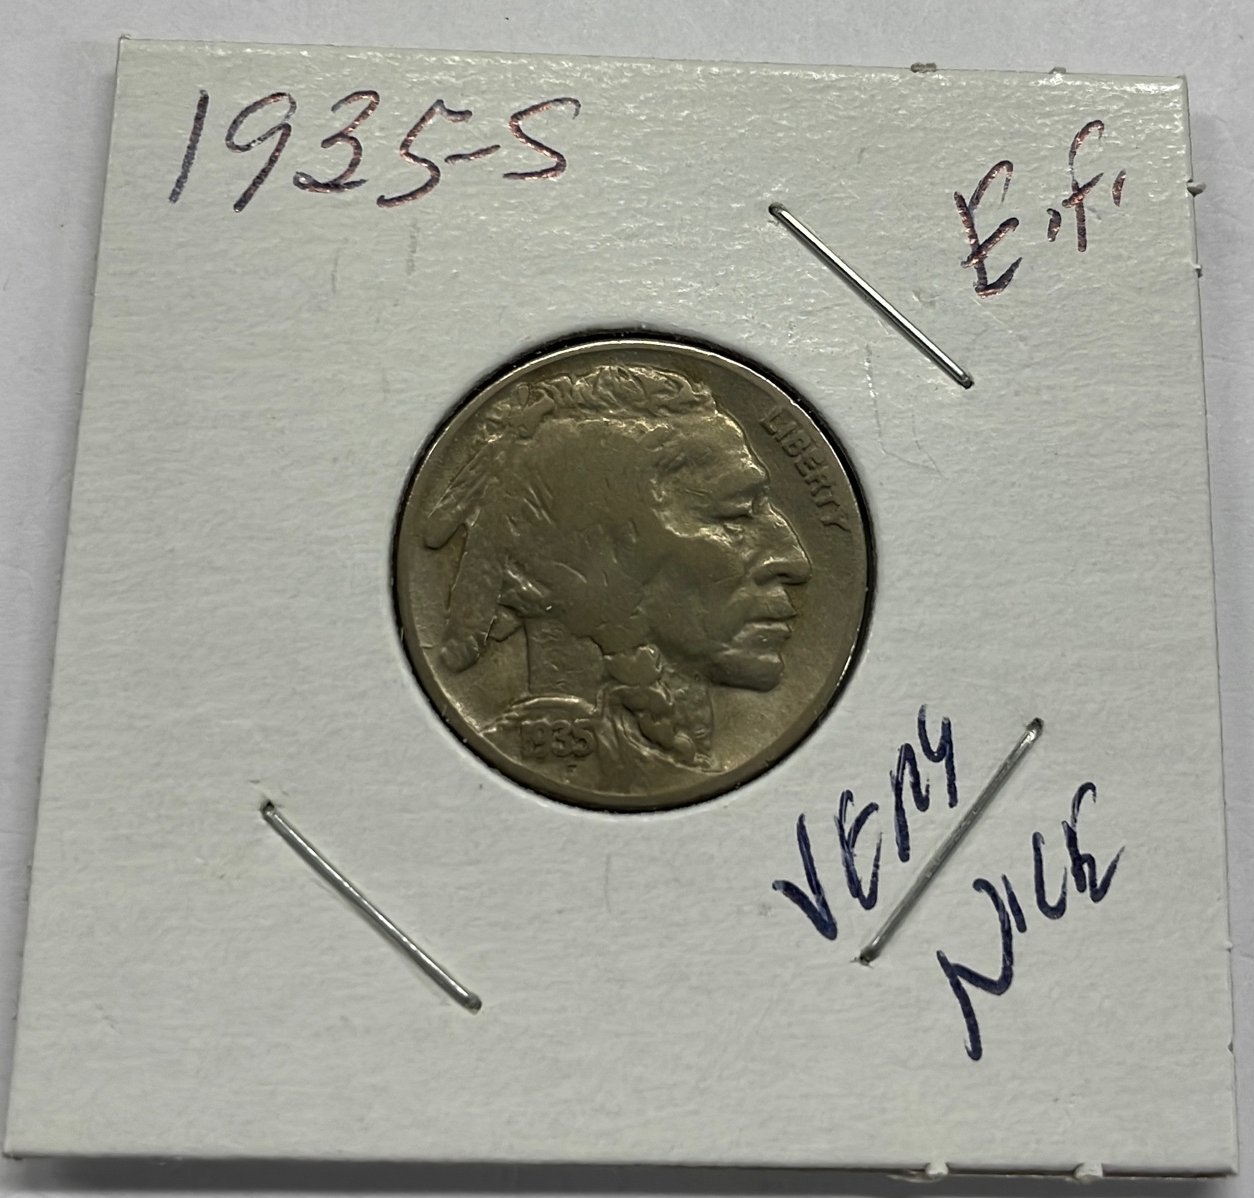 1935-S
E.f.
LIBERTY
1935
F
VERY
NICE